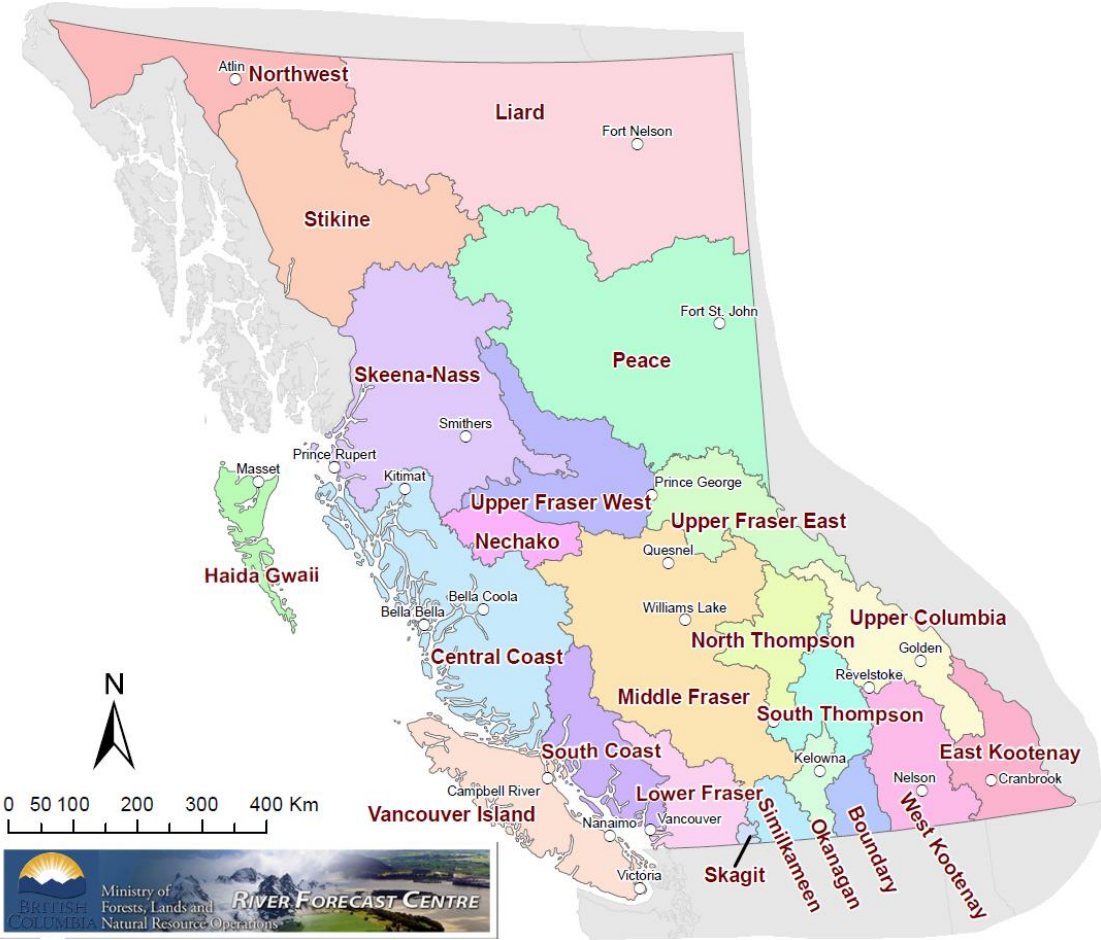 Atlin
Northwest
Liard
Fort Nelson
Stikine
Fort St. John
Peace
Skeena-Nass
Smithers
Prince Rupert
Masset
Kitimat
Prince George
Upper Fraser West
Upper Fraser East
Nechako
Quesnel
Haida Gwaii
Bella Coola
Bella Bella
Williams Lake
Upper Columbia
North Thompson
Golden
Central Coast
Revelstoke
N
Middle Fraser
South Thompson
South Coast
East Kootenay
Kelowna
Cranbrook
Nelson
Campbell River
Lower Fraser
0 50 100 200 300 400 Km
Vancouver Island
Nanaimo
Vancouver
Similkameen
Okanagan
Boundary
West Kootenay
Skagit
Victoria
BRITISH
COLUMBIA
Ministry of
Forests, Lands and
Natural Resource Operations
RIVER FORECAST CENTRE